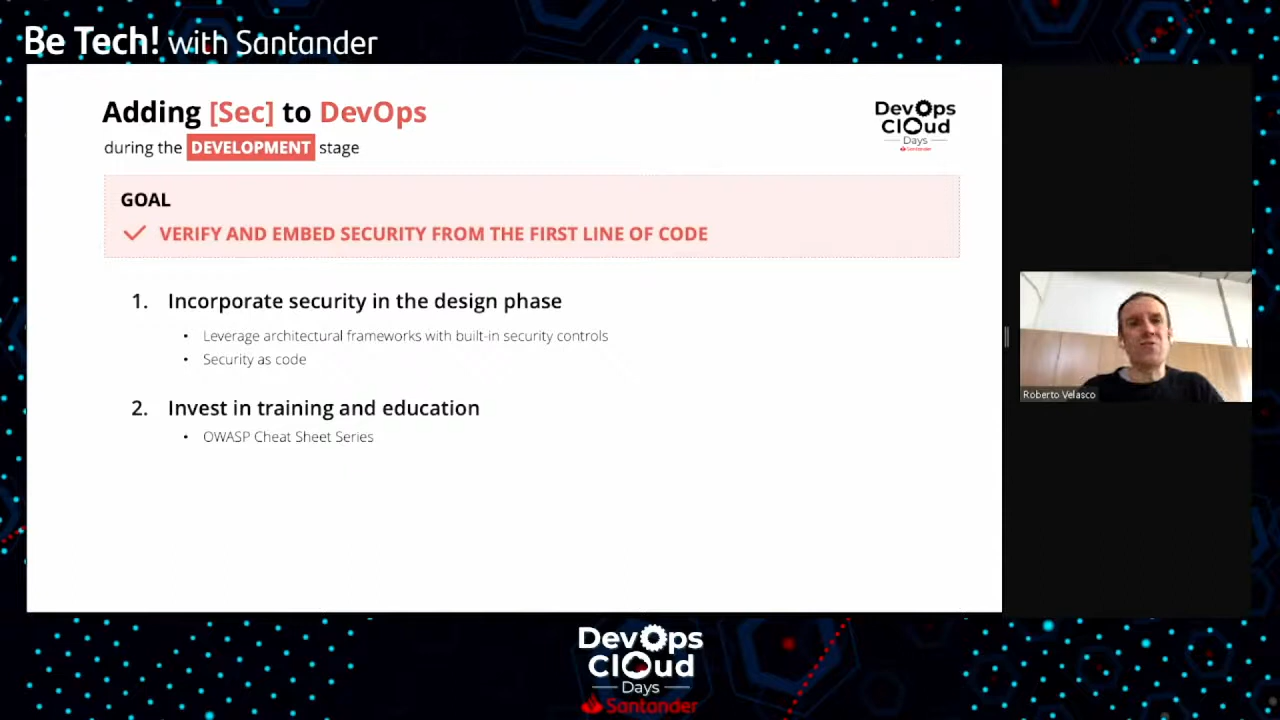 Be Tech! with Santander
Adding [Sec] to DevOps
during the DEVELOPMENT stage
DevOps
Cloud
Days
Santander
GOAL
VERIFY AND EMBED SECURITY FROM THE FIRST LINE OF CODE
1. Incorporate security in the design phase
• Leverage architectural frameworks with built-in security controls
• Security as code
2. Invest in training and education
• OWASP Cheat Sheet Series
Roberto Velasco
DevOps
Cloud
Days
Santander